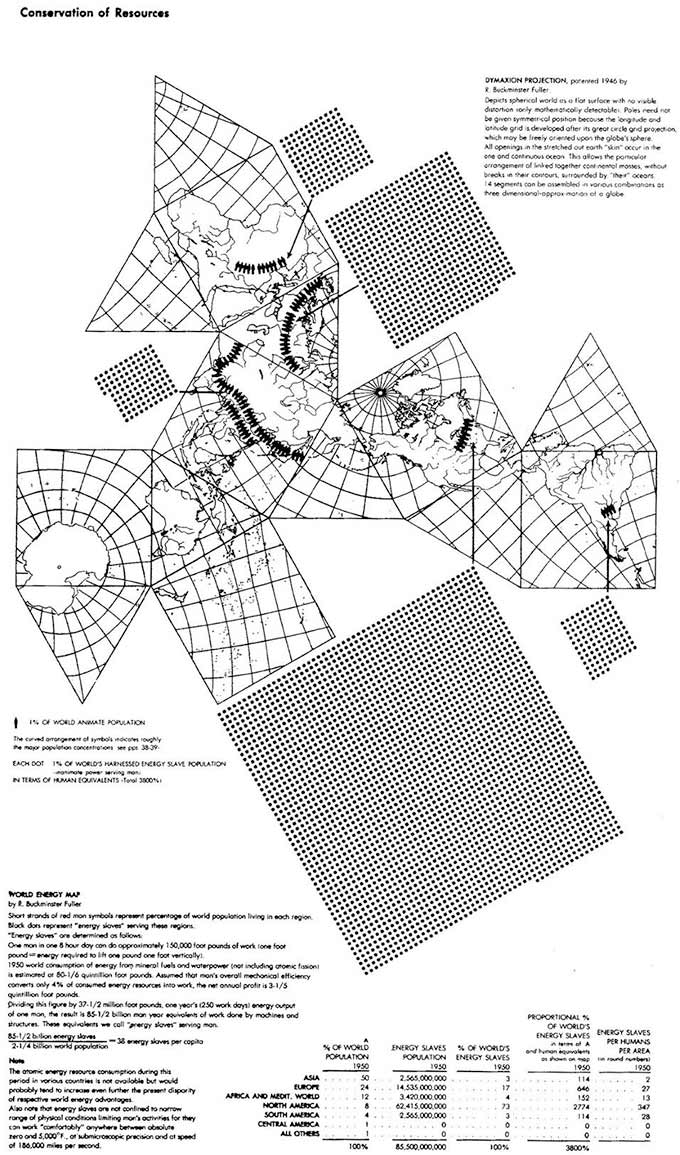 Conservation of Resources
DYMAXION PROJECTION, patented 1946 by
R. Buckminster Fuller.
Depicts spherical world as a flat surface with no visible
distortion (only mathematically detectable). Poles need not
be given symmetrical position because the longitude and
latitude grid is developed after its great circle grid projection,
which may be freely oriented upon the globe's sphere.
All openings in the stretched out earth "skin" occur in the
one and continuous ocean. This allows the particular
arrangement of linked together continental masses, without
breaks in their contours, surrounded by "their" oceans.
14 segments can be assembled in various combinations as
three dimensional-approximation of a globe.
1% OF WORLD ANIMATE POPULATION
The curved arrangement of symbols indicates roughly
the major population concentrations see pps. 38-39
EACH DOT 1% OF WORLD'S HARNESSED ENERGY SLAVE POPULATION
(inanimate power serving man)
IN TERMS OF HUMAN EQUIVALENTS (Total 3800%)
WORLD ENERGY MAP
by R. Buckminster Fuller
Short strands of red man symbols represent percentage of world population living in each region.
Black dots represent "energy slaves" serving these regions.
"Energy slaves" are determined as follows:
One man in one 8 hour day can do approximately 150,000 foot pounds of work (one foot
pound = energy required to lift one pound one foot vertically).
1950 world consumption of energy from mineral fuels and waterpower (not including atomic fission)
is estimated at 80-1/6 quintillion foot pounds. Assumed that man's overall mechanical efficiency
converts only 4% of consumed energy resources into work, the net annual profit is 3-1/5
quintillion foot pounds.
Dividing this figure by 37-1/2 million foot pounds, one year's (250 work days) energy output
of one man, the result is 85-1/2 billion man year equivalents of work done by machines and
structures. These equivalents we call "energy slaves" serving man.
85-1/2 billion energy slaves
2-1/4 billion world population = 38 energy slaves per capita
Note
The atomic energy resource consumption during this
period in various countries is not available but would
probably tend to increase even further the present disparity
of respective world energy advantages.
Also note that energy slaves are not confined to narrow
range of physical conditions limiting man's activities for they
can work "comfortably" anywhere between absolute
zero and 5,000°F., at submicroscopic precision and at speed
of 186,000 miles per second.
A
% OF WORLD
POPULATION
1950
ENERGY SLAVES
POPULATION
1950
% OF WORLD'S
ENERGY SLAVES
1950
PROPORTIONAL %
OF WORLD'S
ENERGY SLAVES
in terms of A
and human equivalents
as shown on map
1950
ENERGY SLAVES
PER HUMANS
PER AREA
(in round numbers)
1950
ASIA 50 2,565,000,000 3 114 2
EUROPE 24 14,535,000,000 17 646 27
AFRICA AND MEDIT. WORLD 12 3,420,000,000 4 152 13
NORTH AMERICA 8 62,415,000,000 73 2774 347
SOUTH AMERICA 4 2,565,000,000 3 114 28
CENTRAL AMERICA 1 0 0 0 0
ALL OTHERS 1 0 0 0 0
100% 85,500,000,000 100% 3800%